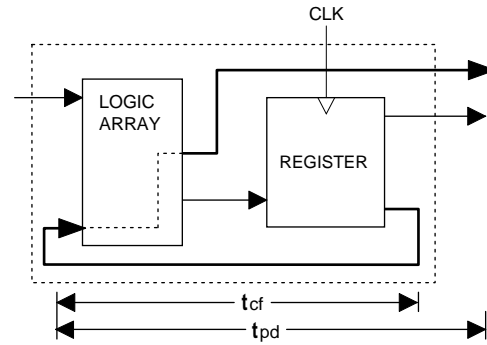 CLK
LOGIC
ARRAY
REGISTER
tcf
tpd